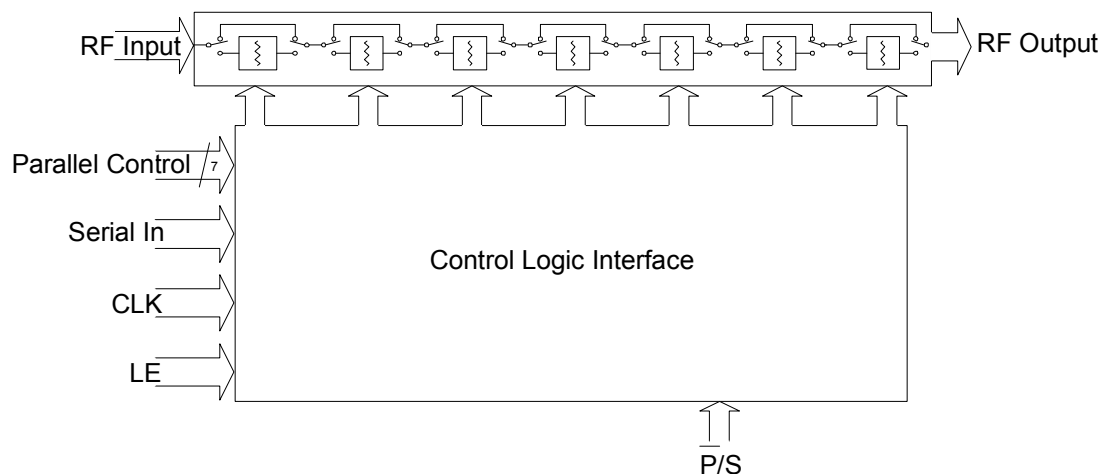 RF Input
RF Output
Parallel Control
7
Serial In
Control Logic Interface
CLK
LE
P̅/S